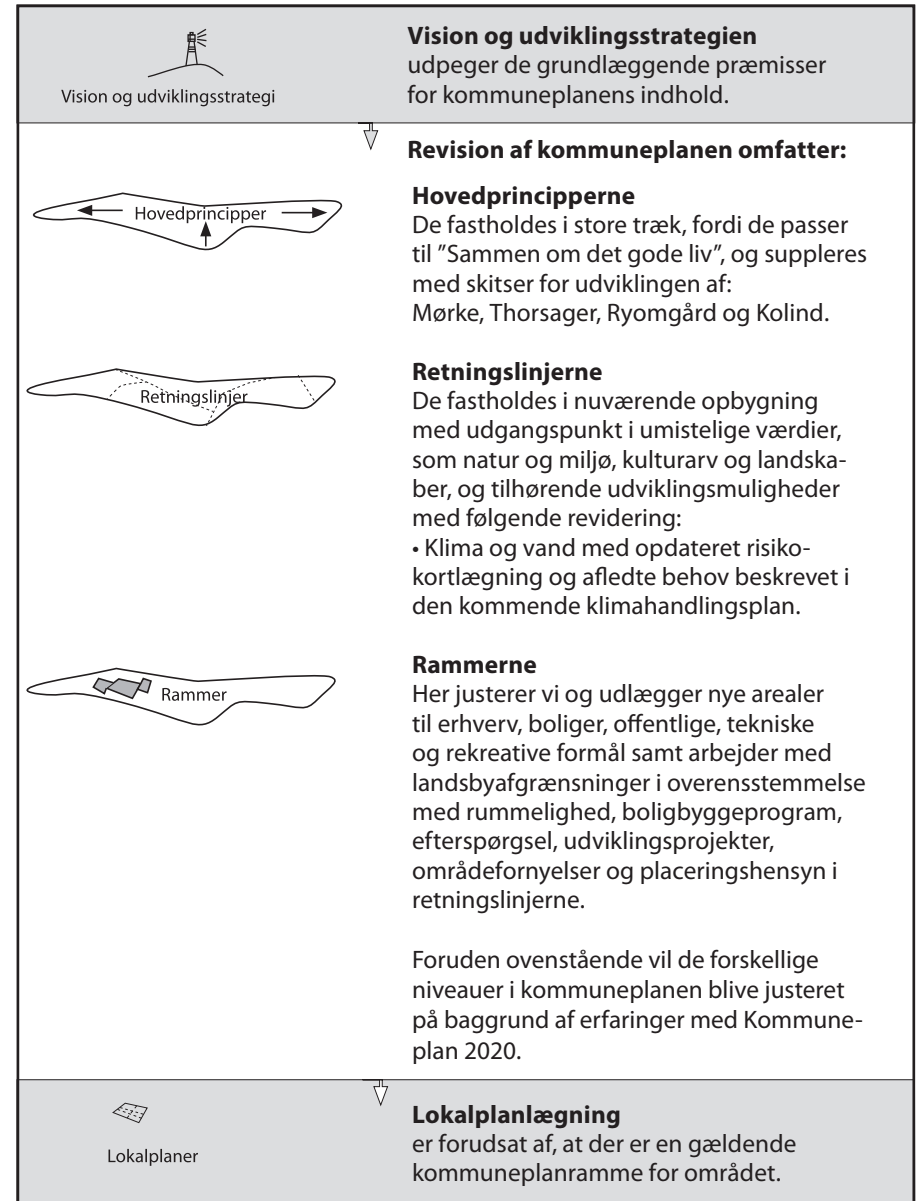 Vision og udviklingsstrategi
Vision og udviklingsstrategien
udpeger de grundlæggende præmisser
for kommuneplanens indhold.
Revision af kommuneplanen omfatter:
Hovedprincipper
Hovedprincipperne
De fastholdes i store træk, fordi de passer
til ”Sammen om det gode liv”, og suppleres
med skitser for udviklingen af:
Mørke, Thorsager, Ryomgård og Kolind.
Retningslinjer
Retningslinjerne
De fastholdes i nuværende opbygning
med udgangspunkt i umistelige værdier,
som natur og miljø, kulturarv og landska-
ber, og tilhørende udviklingsmuligheder
med følgende revidering:
• Klima og vand med opdateret risiko-
kortlægning og afledte behov beskrevet i
den kommende klimahandlingsplan.
Rammer
Rammerne
Her justerer vi og udlægger nye arealer
til erhverv, boliger, offentlige, tekniske
og rekreative formål samt arbejder med
landsbyafgrænsninger i overensstemmelse
med rummelighed, boligbyggeprogram,
efterspørgsel, udviklingsprojekter,
områdefornyelser og placeringshensyn i
retningslinjerne.
Foruden ovenstående vil de forskellige
niveauer i kommuneplanen blive justeret
på baggrund af erfaringer med Kommune-
plan 2020.
Lokalplaner
Lokalplanlægning
er forudsat af, at der er en gældende
kommuneplanramme for området.